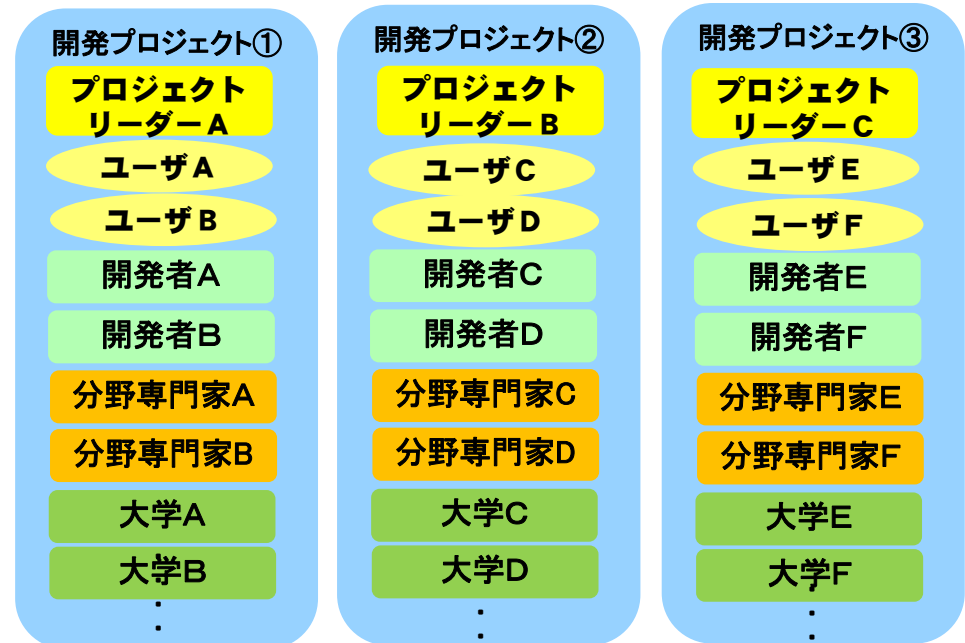 開発プロジェクト①
プロジェクト
リーダーA
ユーザA
ユーザB
開発者A
開発者B
分野専門家A
分野専門家B
大学A
大学B
開発プロジェクト②
プロジェクト
リーダーB
ユーザC
ユーザD
開発者C
開発者D
分野専門家C
分野専門家D
大学C
大学D
開発プロジェクト③
プロジェクト
リーダーC
ユーザE
ユーザF
開発者E
開発者F
分野専門家E
分野専門家F
大学E
大学F